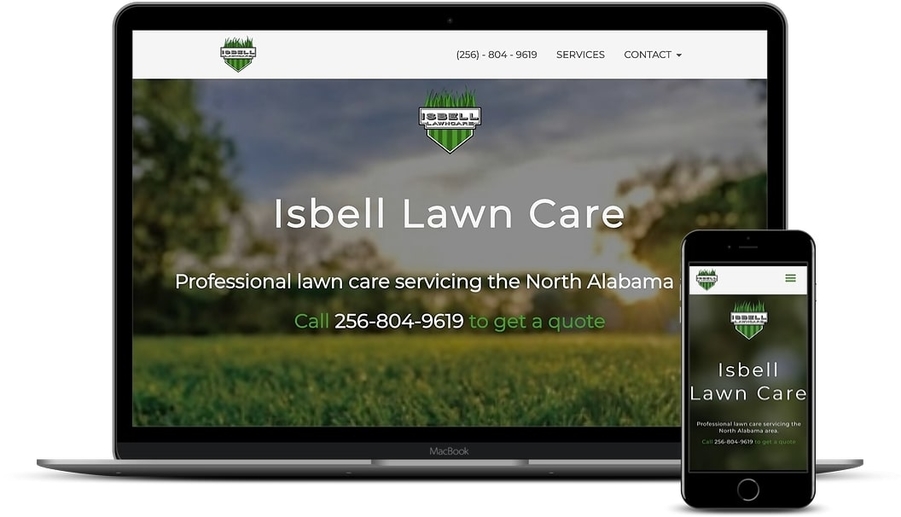 ISBELL
LAWNCARE
(256) - 804 - 9619 SERVICES CONTACT
ISBELL
LAWNCARE
Isbell Lawn Care
Professional lawn care servicing the North Alabama
Call 256-804-9619 to get a quote
MacBook
ISBELL
ISBELL
LAWNCARE
Isbell
Lawn Care
Professional lawn care servicing the
North Alabama area.
Call 256-804-9619 to get a quote